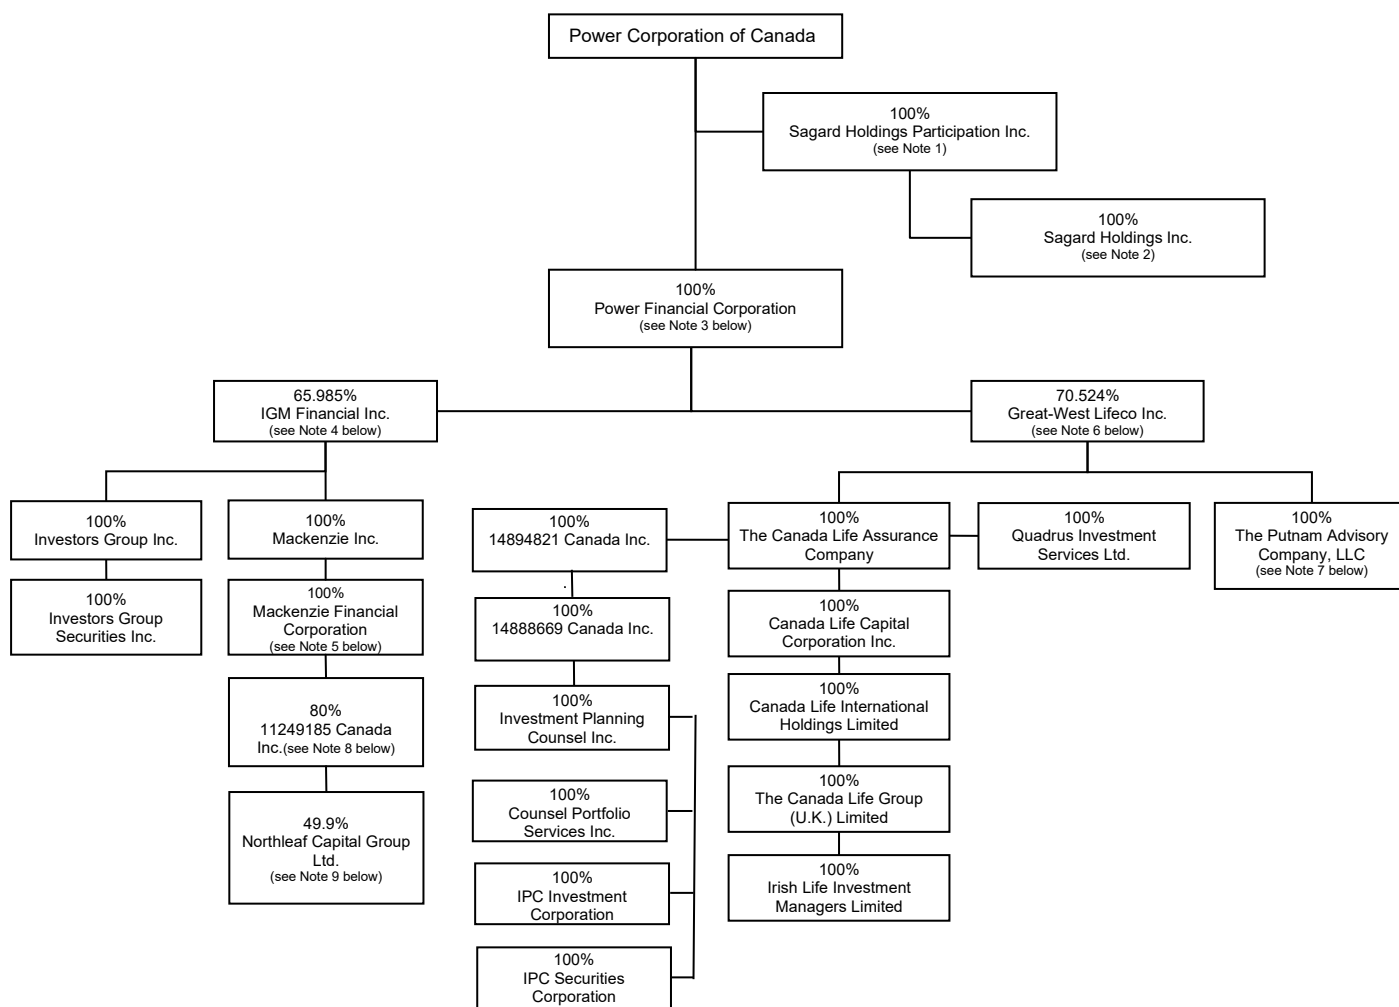 Power Corporation of Canada
100%
Sagard Holdings Participation Inc.
(see Note 1)
100%
Sagard Holdings Inc.
(see Note 2)
100%
Power Financial Corporation
(see Note 3 below)
65.985%
IGM Financial Inc.
(see Note 4 below)
70.524%
Great-West Lifeco Inc.
(see Note 6 below)
100%
Investors Group Inc.
100%
Mackenzie Inc.
100%
14894821 Canada Inc.
100%
The Canada Life Assurance
Company
100%
Quadrus Investment
Services Ltd.
100%
The Putnam Advisory
Company, LLC
(see Note 7 below)
100%
Investors Group
Securities Inc.
100%
Mackenzie Financial
Corporation
(see Note 5 below)
.
100%
14888669 Canada Inc.
100%
Canada Life Capital
Corporation Inc.
80%
11249185 Canada
Inc.(see Note 8 below)
100%
Investment Planning
Counsel Inc.
100%
Canada Life International
Holdings Limited
49.9%
Northleaf Capital Group
Ltd.
(see Note 9 below)
100%
Counsel Portfolio
Services Inc.
100%
The Canada Life Group
(U.K.) Limited
100%
IPC Investment
Corporation
100%
Irish Life Investment
Managers Limited
100%
IPC Securities
Corporation